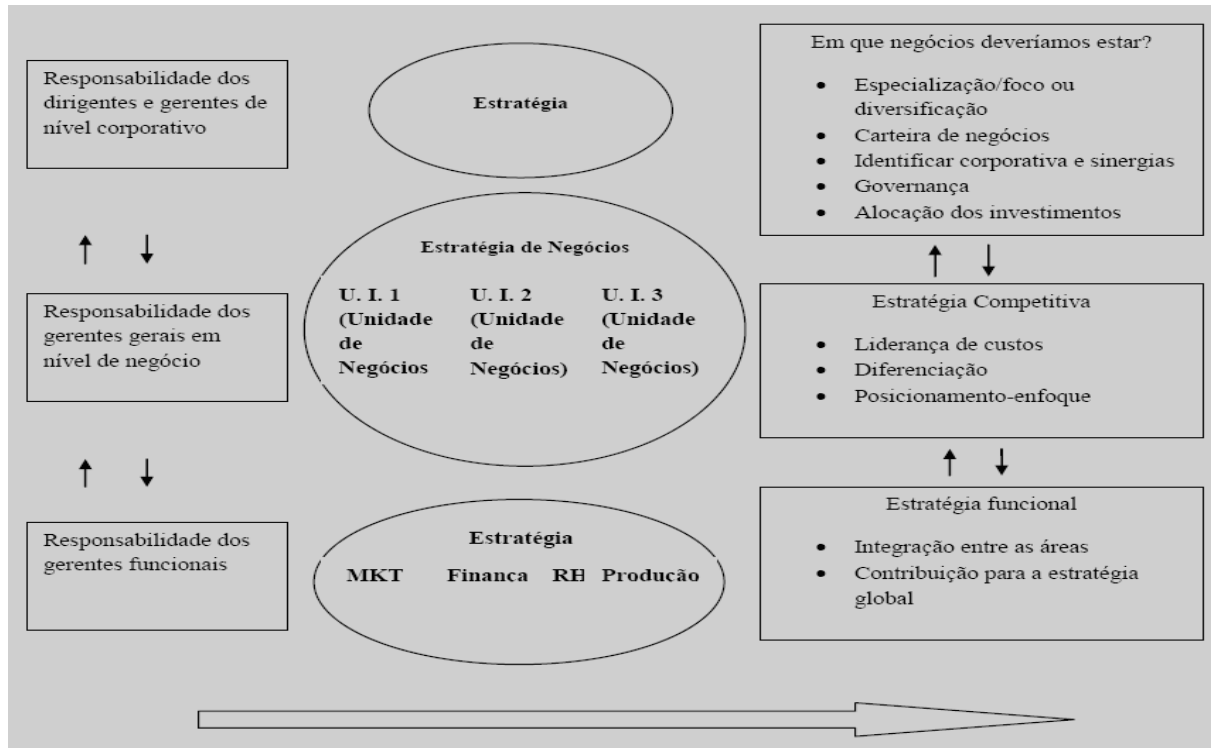 Responsabilidade dos
dirigentes e gerentes de
nível corporativo
Estratégia
Em que negócios deveríamos estar?
• Especialização/foco ou
diversificação
• Carteira de negócios
• Identificar corporativa e sinergias
• Governança
• Alocação dos investimentos
Responsabilidade dos
gerentes gerais em
nível de negócio
Estratégia de Negócios
U. I. 1
(Unidade
de
Negócios
U. I. 2
(Unidade
de
Negócios)
U. I. 3
(Unidade
de
Negócios)
Estratégia Competitiva
• Liderança de custos
• Diferenciação
• Posicionamento-enfoque
Responsabilidade dos
gerentes funcionais
Estratégia
MKT Financa RH Producão
Estratégia funcional
• Integração entre as áreas
• Contribuição para a estratégia
global